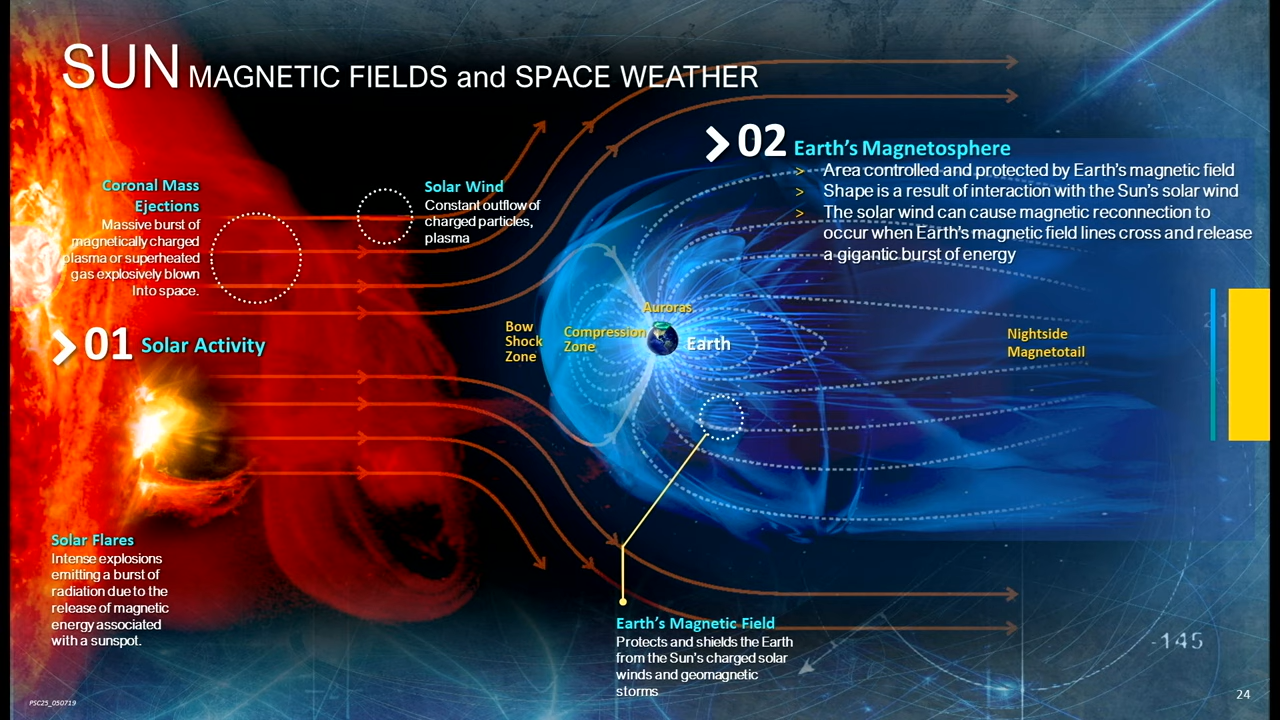 SUN MAGNETIC FIELDS and SPACE WEATHER
Coronal Mass
Ejections
Massive burst of
magnetically charged
plasma or superheated
gas explosively blown
Into space.
Solar Wind
Constant outflow of
charged particles,
plasma
02 Earth's Magnetosphere
> Area controlled and protected by Earth's magnetic field
> Shape is a result of interaction with the Sun's solar wind
> The solar wind can cause magnetic reconnection to
occur when Earth's magnetic field lines cross and release
a gigantic burst of energy
01 Solar Activity
Bow
Shock
Zone
Compression
Zone
Auroras
Earth
Nightside
Magnetotail
Solar Flares
Intense explosions
emitting a burst of
radiation due to the
release of magnetic
energy associated
with a sunspot.
Earth's Magnetic Field
Protects and shields the Earth
from the Sun's charged solar
winds and geomagnetic
storms
-145
PSC25_050719
24